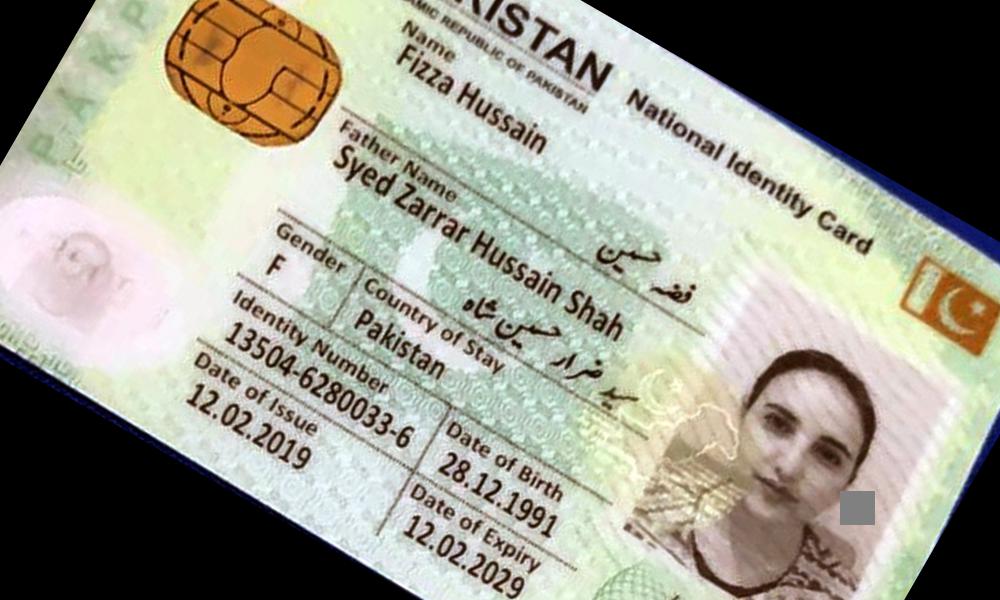 KISTAN
ISLAMIC REPUBLIC OF PAKISTAN
National Identity Card
Name
Fizza Hussain
فضہ حسین
Father Name
Syed Zarrar Hussain Shah
سید ضرار حسین شاہ
Gender
F
Country of Stay
Pakistan
Identity Number
13504-6280033-6
Date of Birth
28.12.1991
Date of Issue
12.02.2019
Date of Expiry
12.02.2029